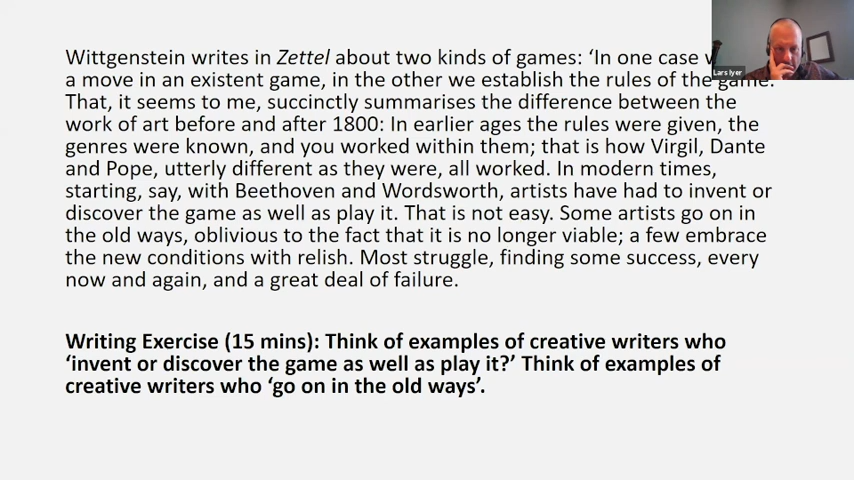 Wittgenstein writes in Zettel about two kinds of games: ‘In one case
a move in an existent game, in the other we establish the rules of the game.’
Lars Iyer
That, it seems to me, succinctly summarises the difference between the
work of art before and after 1800: In earlier ages the rules were given, the
genres were known, and you worked within them; that is how Virgil, Dante
and Pope, utterly different as they were, all worked. In modern times,
starting, say, with Beethoven and Wordsworth, artists have had to invent or
discover the game as well as play it. That is not easy. Some artists go on in
the old ways, oblivious to the fact that it is no longer viable; a few embrace
the new conditions with relish. Most struggle, finding some success, every
now and again, and a great deal of failure.
Writing Exercise (15 mins): Think of examples of creative writers who
‘invent or discover the game as well as play it?’ Think of examples of
creative writers who ‘go on in the old ways’.